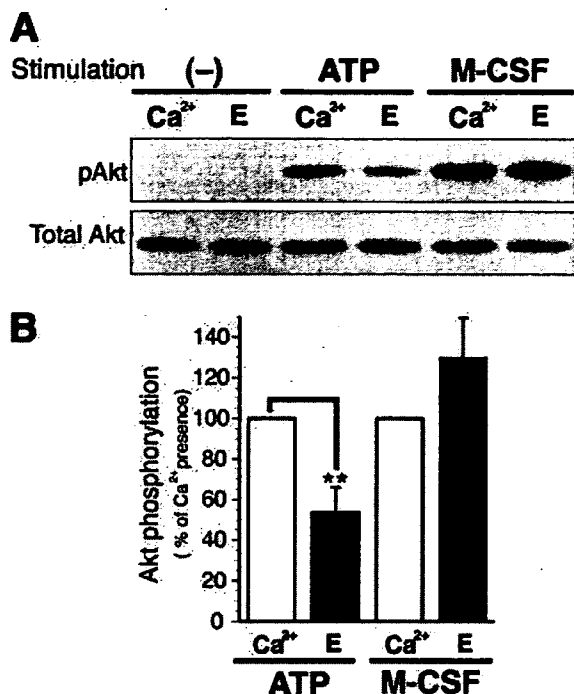 A
Stimulation (–) ATP M-CSF
Ca²⁺ E Ca²⁺ E Ca²⁺ E
pAkt
Total Akt
B
Akt phosphorylation
( % of Ca²⁺ presence)
140
120
100
80
60
40
20
0
**
Ca²⁺ E Ca²⁺ E
ATP M-CSF